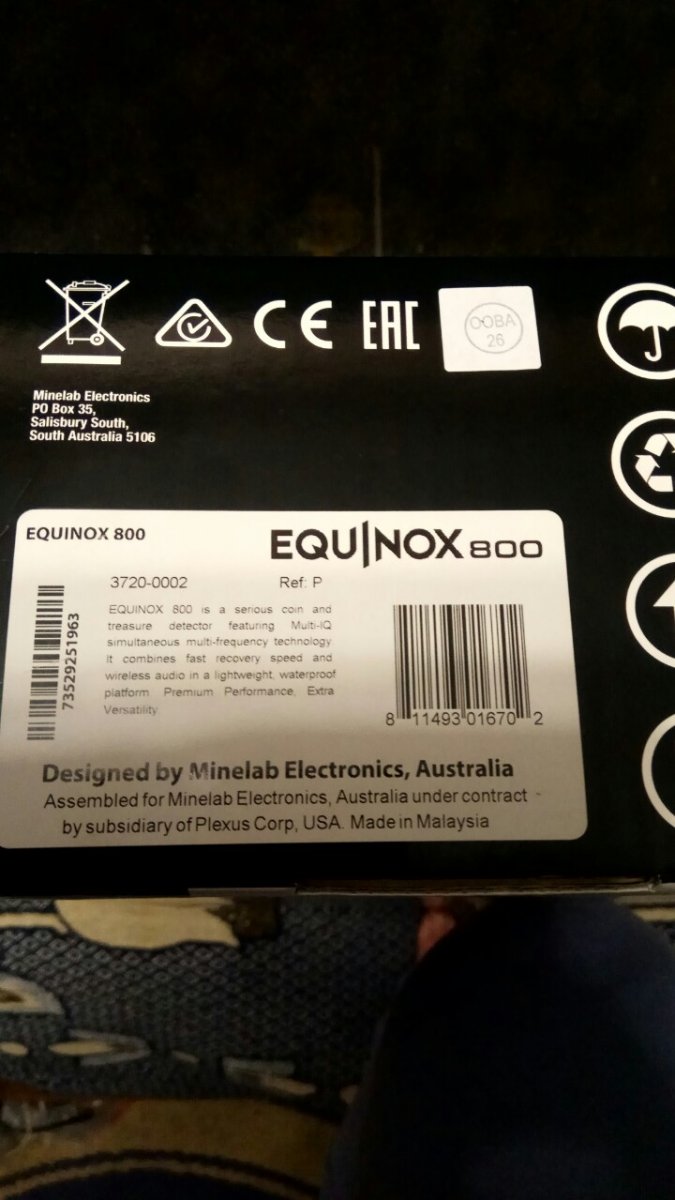 CE
EAC
OOBA
26
Minelab Electronics
PO Box 35,
Salisbury South,
South Australia 5106
EQUINOX 800
EQUINOX 800
3720-0002
Ref: P
73529251963
EQUINOX 800 is a serious coin and
treasure detector featuring Multi-IQ
simultaneous multi-frequency technology
It combines fast recovery speed and
wireless audio in a lightweight, waterproof
platform. Premium Performance, Extra
Versatility
8 11493 01670 2
Designed by Minelab Electronics, Australia
Assembled for Minelab Electronics, Australia under contract
by subsidiary of Plexus Corp, USA. Made in Malaysia